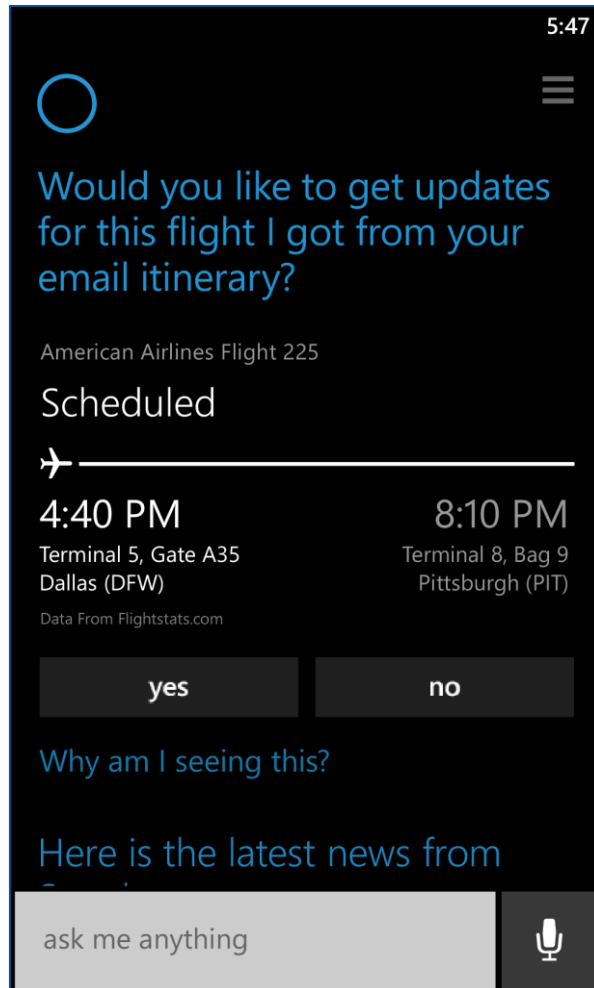 5:47
Would you like to get updates
for this flight I got from your
email itinerary?
American Airlines Flight 225
Scheduled
4:40 PM 8:10 PM
Terminal 5, Gate A35 Terminal 8, Bag 9
Dallas (DFW) Pittsburgh (PIT)
Data From Flightstats.com
yes no
Why am I seeing this?
Here is the latest news from
ask me anything